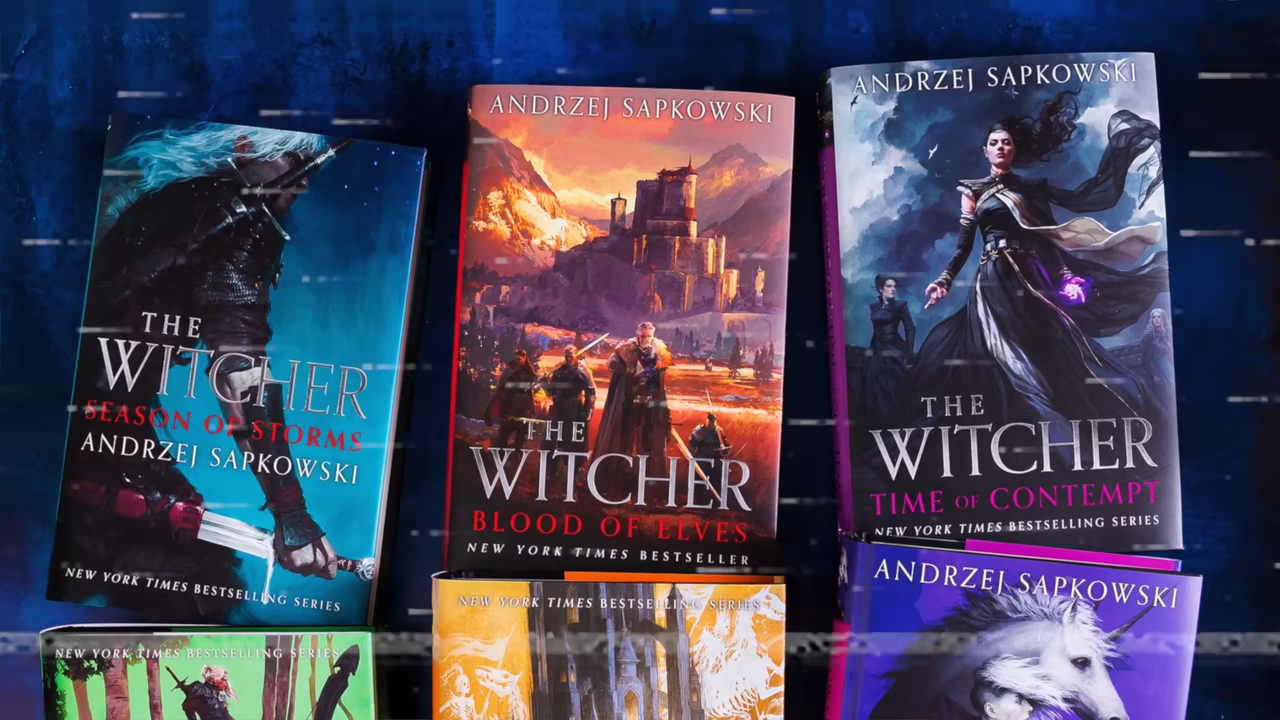 THE
WITCHER
SEASON OF STORMS
ANDRZEJ SAPKOWSKI
NEW YORK TIMES BESTSELLING SERIES
ANDRZEJ SAPKOWSKI
THE
WITCHER
BLOOD OF ELVES
NEW YORK TIMES BESTSELLER
ANDRZEJ SAPKOWSKI
THE
WITCHER
TIME OF CONTEMPT
NEW YORK TIMES BESTSELLING SERIES
NEW YORK TIMES BESTSELLING SERIES
NEW YORK TIMES BESTSELLING SERIES
ANDRZEJ SAPKOWSKI